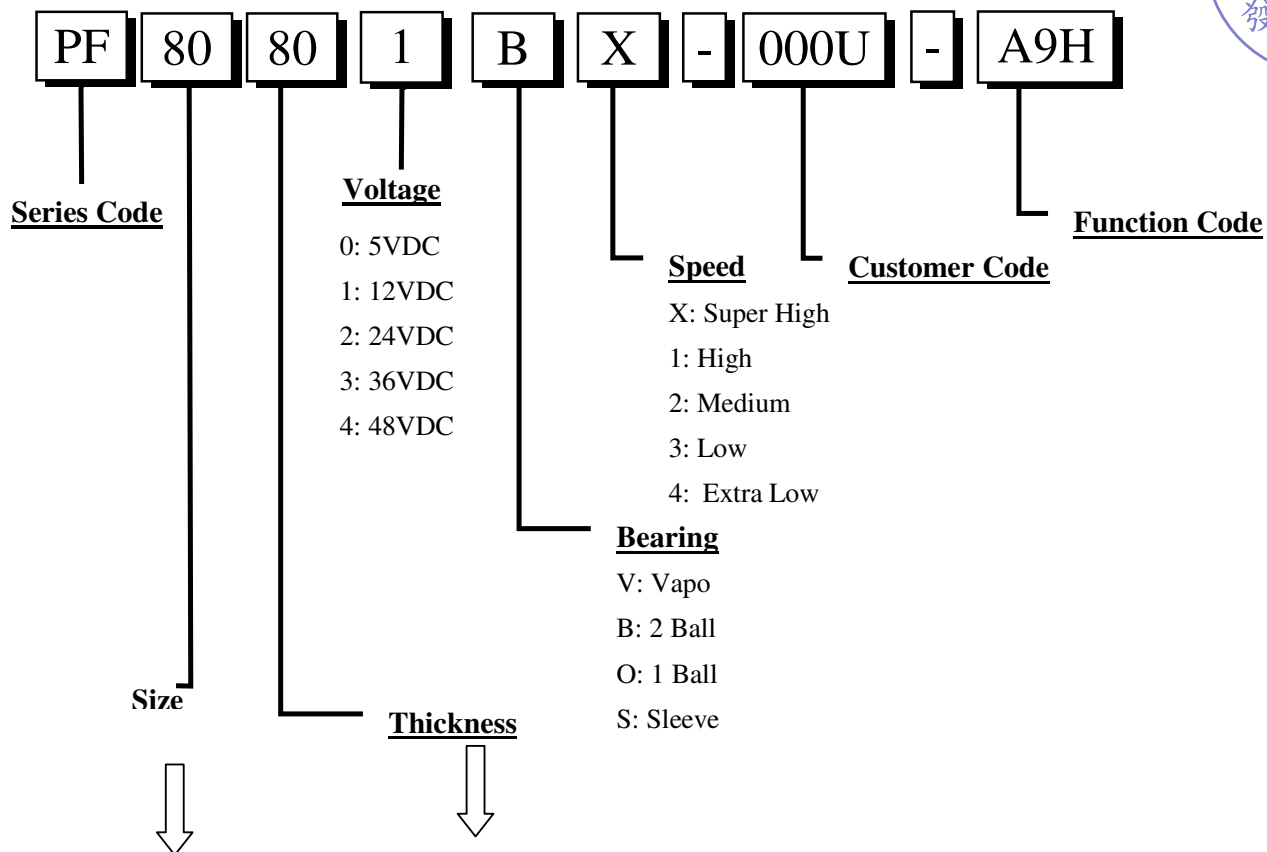 PF 80 80 1 B X - 000U - A9H
發
Series Code
Voltage
0: 5VDC
1: 12VDC
2: 24VDC
3: 36VDC
4: 48VDC
Function Code
Speed
X: Super High
1: High
2: Medium
3: Low
4: Extra Low
Customer Code
Bearing
V: Vapo
B: 2 Ball
O: 1 Ball
S: Sleeve
Size
Thickness